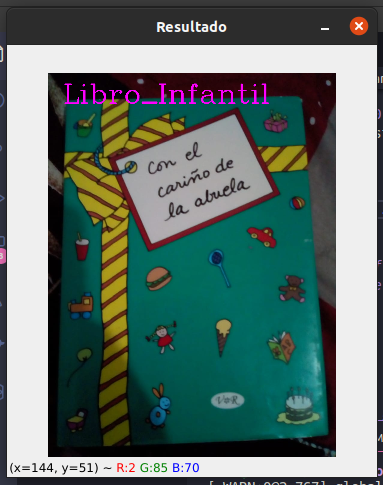 Resultado
Libro_Infantil
con el
cariño de
la abuela
V&R
(x=144, y=51) ~ R:2 G:85 B:70